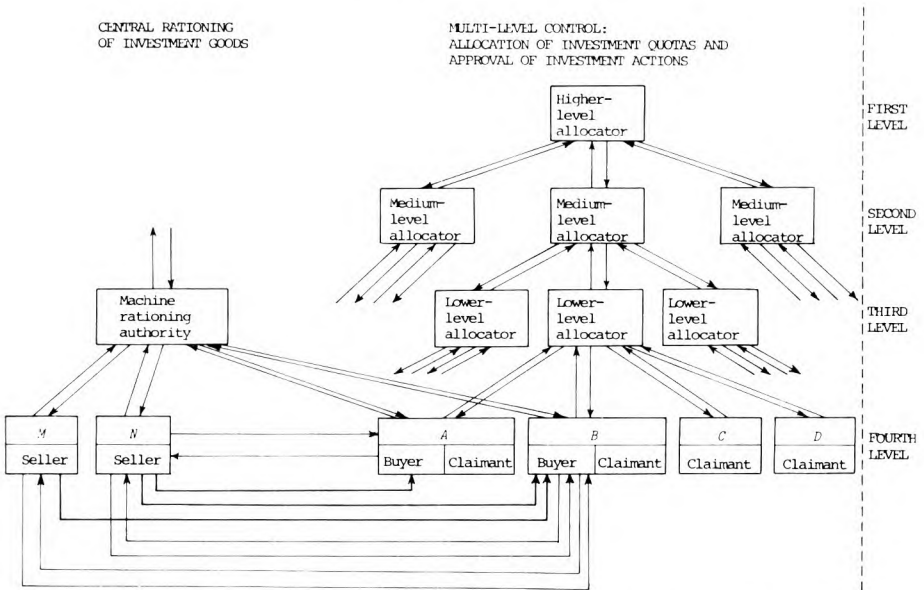 CENTRAL RATIONING
OF INVESTMENT GOODS
MULTI-LEVEL CONTROL:
ALLOCATION OF INVESTMENT QUOTAS AND
APPROVAL OF INVESTMENT ACTIONS
Higher-
level
allocator
FIRST
LEVEL
Medium-
level
allocator
Medium-
level
allocator
Medium-
level
allocator
SECOND
LEVEL
Machine
rationing
authority
Lower-
level
allocator
Lower-
level
allocator
Lower-
level
allocator
THIRD
LEVEL
M
Seller
N
Seller
A
Buyer
Claimant
B
Buyer
Claimant
C
Claimant
D
Claimant
FOURTH
LEVEL